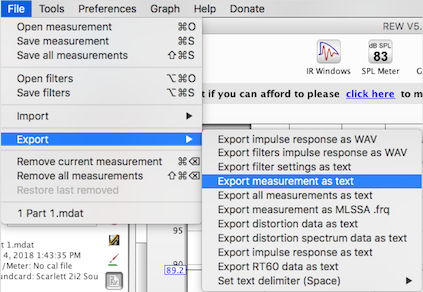 File Tools Preferences Graph Help Donate
REW V5.
Open measurement ⌘O
Save measurement ⌘S
Save all measurements ⇧⌘S
Open filters ⌥⌘O
Save filters ⌥⌘S
Import ▶
Export ▶
Remove current measurement ⌘⌫
Remove all measurements ⇧⌘⌫
Restore last removed
1 Part 1.mdat
IR Windows
dB SPL
83
SPL Meter
t if you can afford to please click here to m
Export impulse response as WAV
Export filters impulse response as WAV
Export filter settings as text
Export measurement as text
Export all measurements as text
Export measurement as MLSSA .frq
Export distortion data as text
Export distortion spectrum data as text
Export impulse response as text
Export RT60 data as text
Set text delimiter (Space) ▶
t 1.mdat
4, 2018 1:43:35 PM
/Meter: No cal file
undcard: Scarlett 2i2 Sou
95
90
89.2